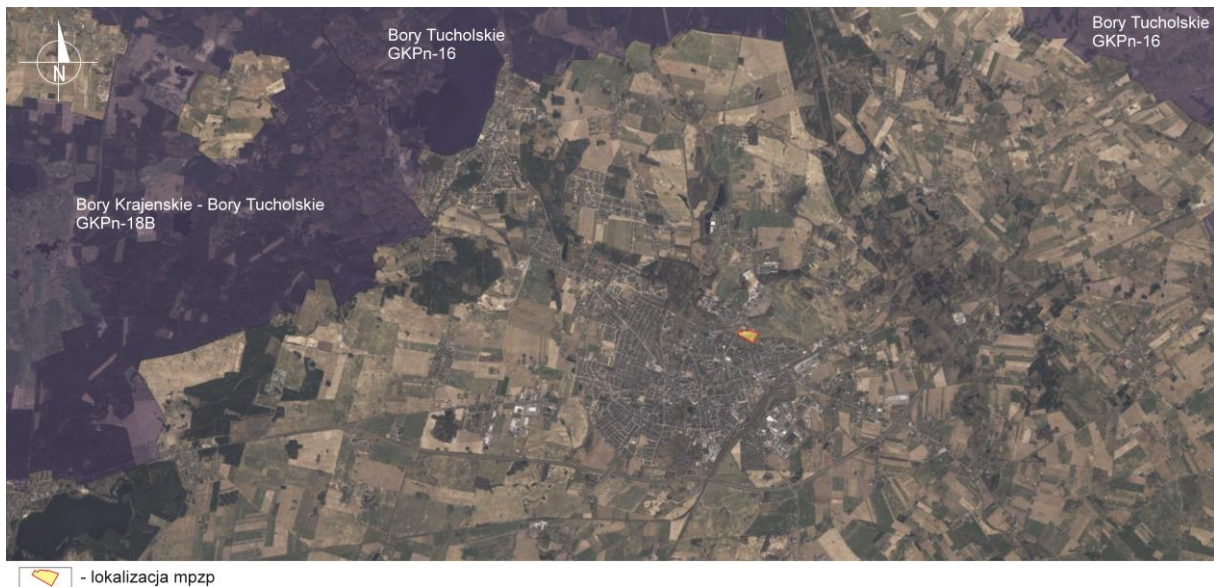 N
Bory Tucholskie
GKPn-16
Bory Tucholskie
GKPn-16
Bory Krajenskie - Bory Tucholskie
GKPn-18B
- lokalizacja mpzp